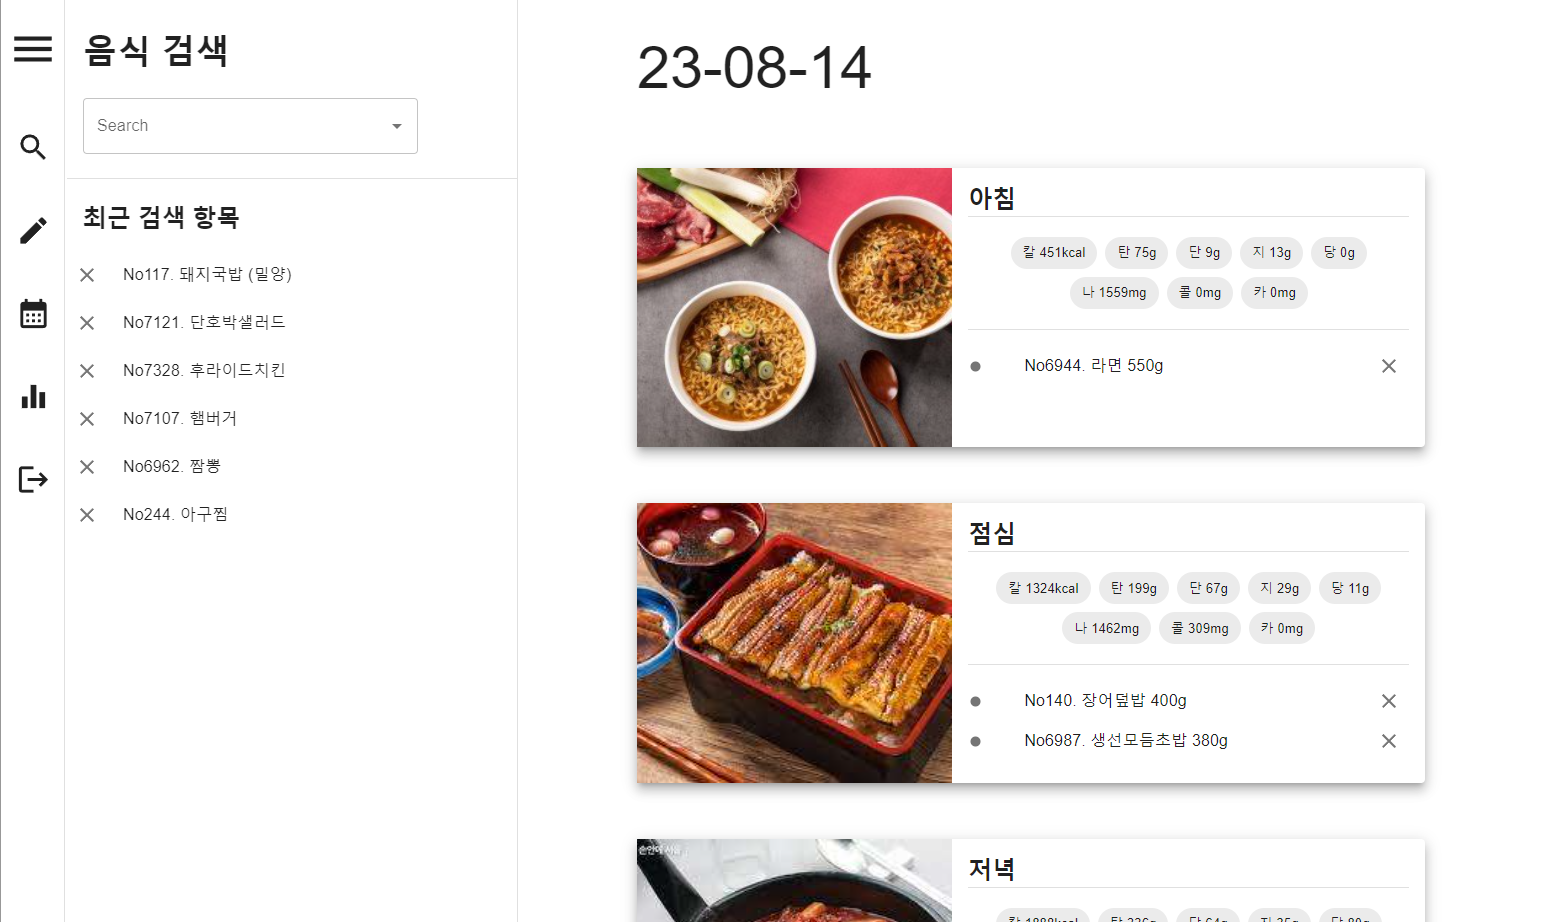 음식 검색
Search
최근 검색 항목
No117. 돼지국밥 (밀양)
No7121. 단호박샐러드
No7328. 후라이드치킨
No7107. 햄버거
No6962. 짬뽕
No244. 아구찜
23-08-14
아침
칼 451kcal 탄 75g 단 9g 지 13g 당 0g
나 1559mg 콜 0mg 카 0mg
No6944. 라면 550g
점심
칼 1324kcal 탄 199g 단 67g 지 29g 당 11g
나 1462mg 콜 309mg 카 0mg
No140. 장어덮밥 400g
No6987. 생선모듬초밥 380g
저녁